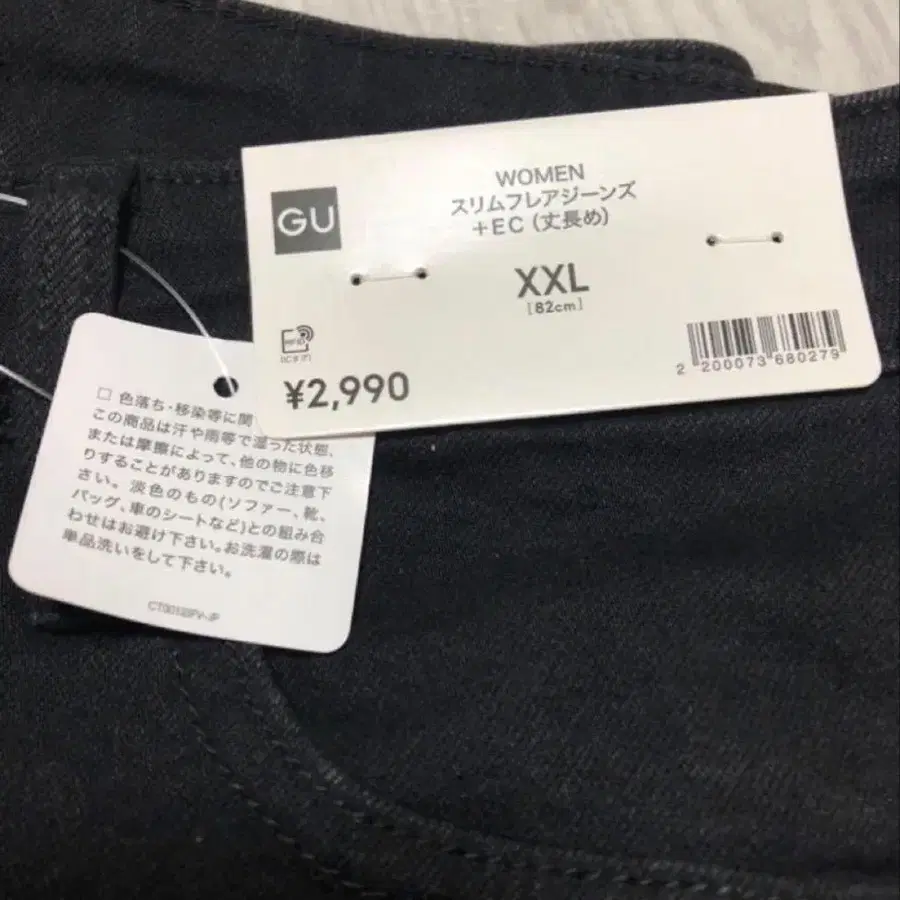 GU
WOMEN
スリムフレアジーンズ
+EC (丈長め)
XXL
[82cm]
¥2,990
2 200073 680279
□ 色落ち・移染等に関
この商品は汗や雨等で湿った状態、
または摩擦によって、他の物に色移
りすることがありますのでご注意下
さい。淡色のもの(ソファー、靴、
バッグ、車のシートなど)との組み合
わせはお避け下さい。お洗濯の際は
単品洗いをして下さい。